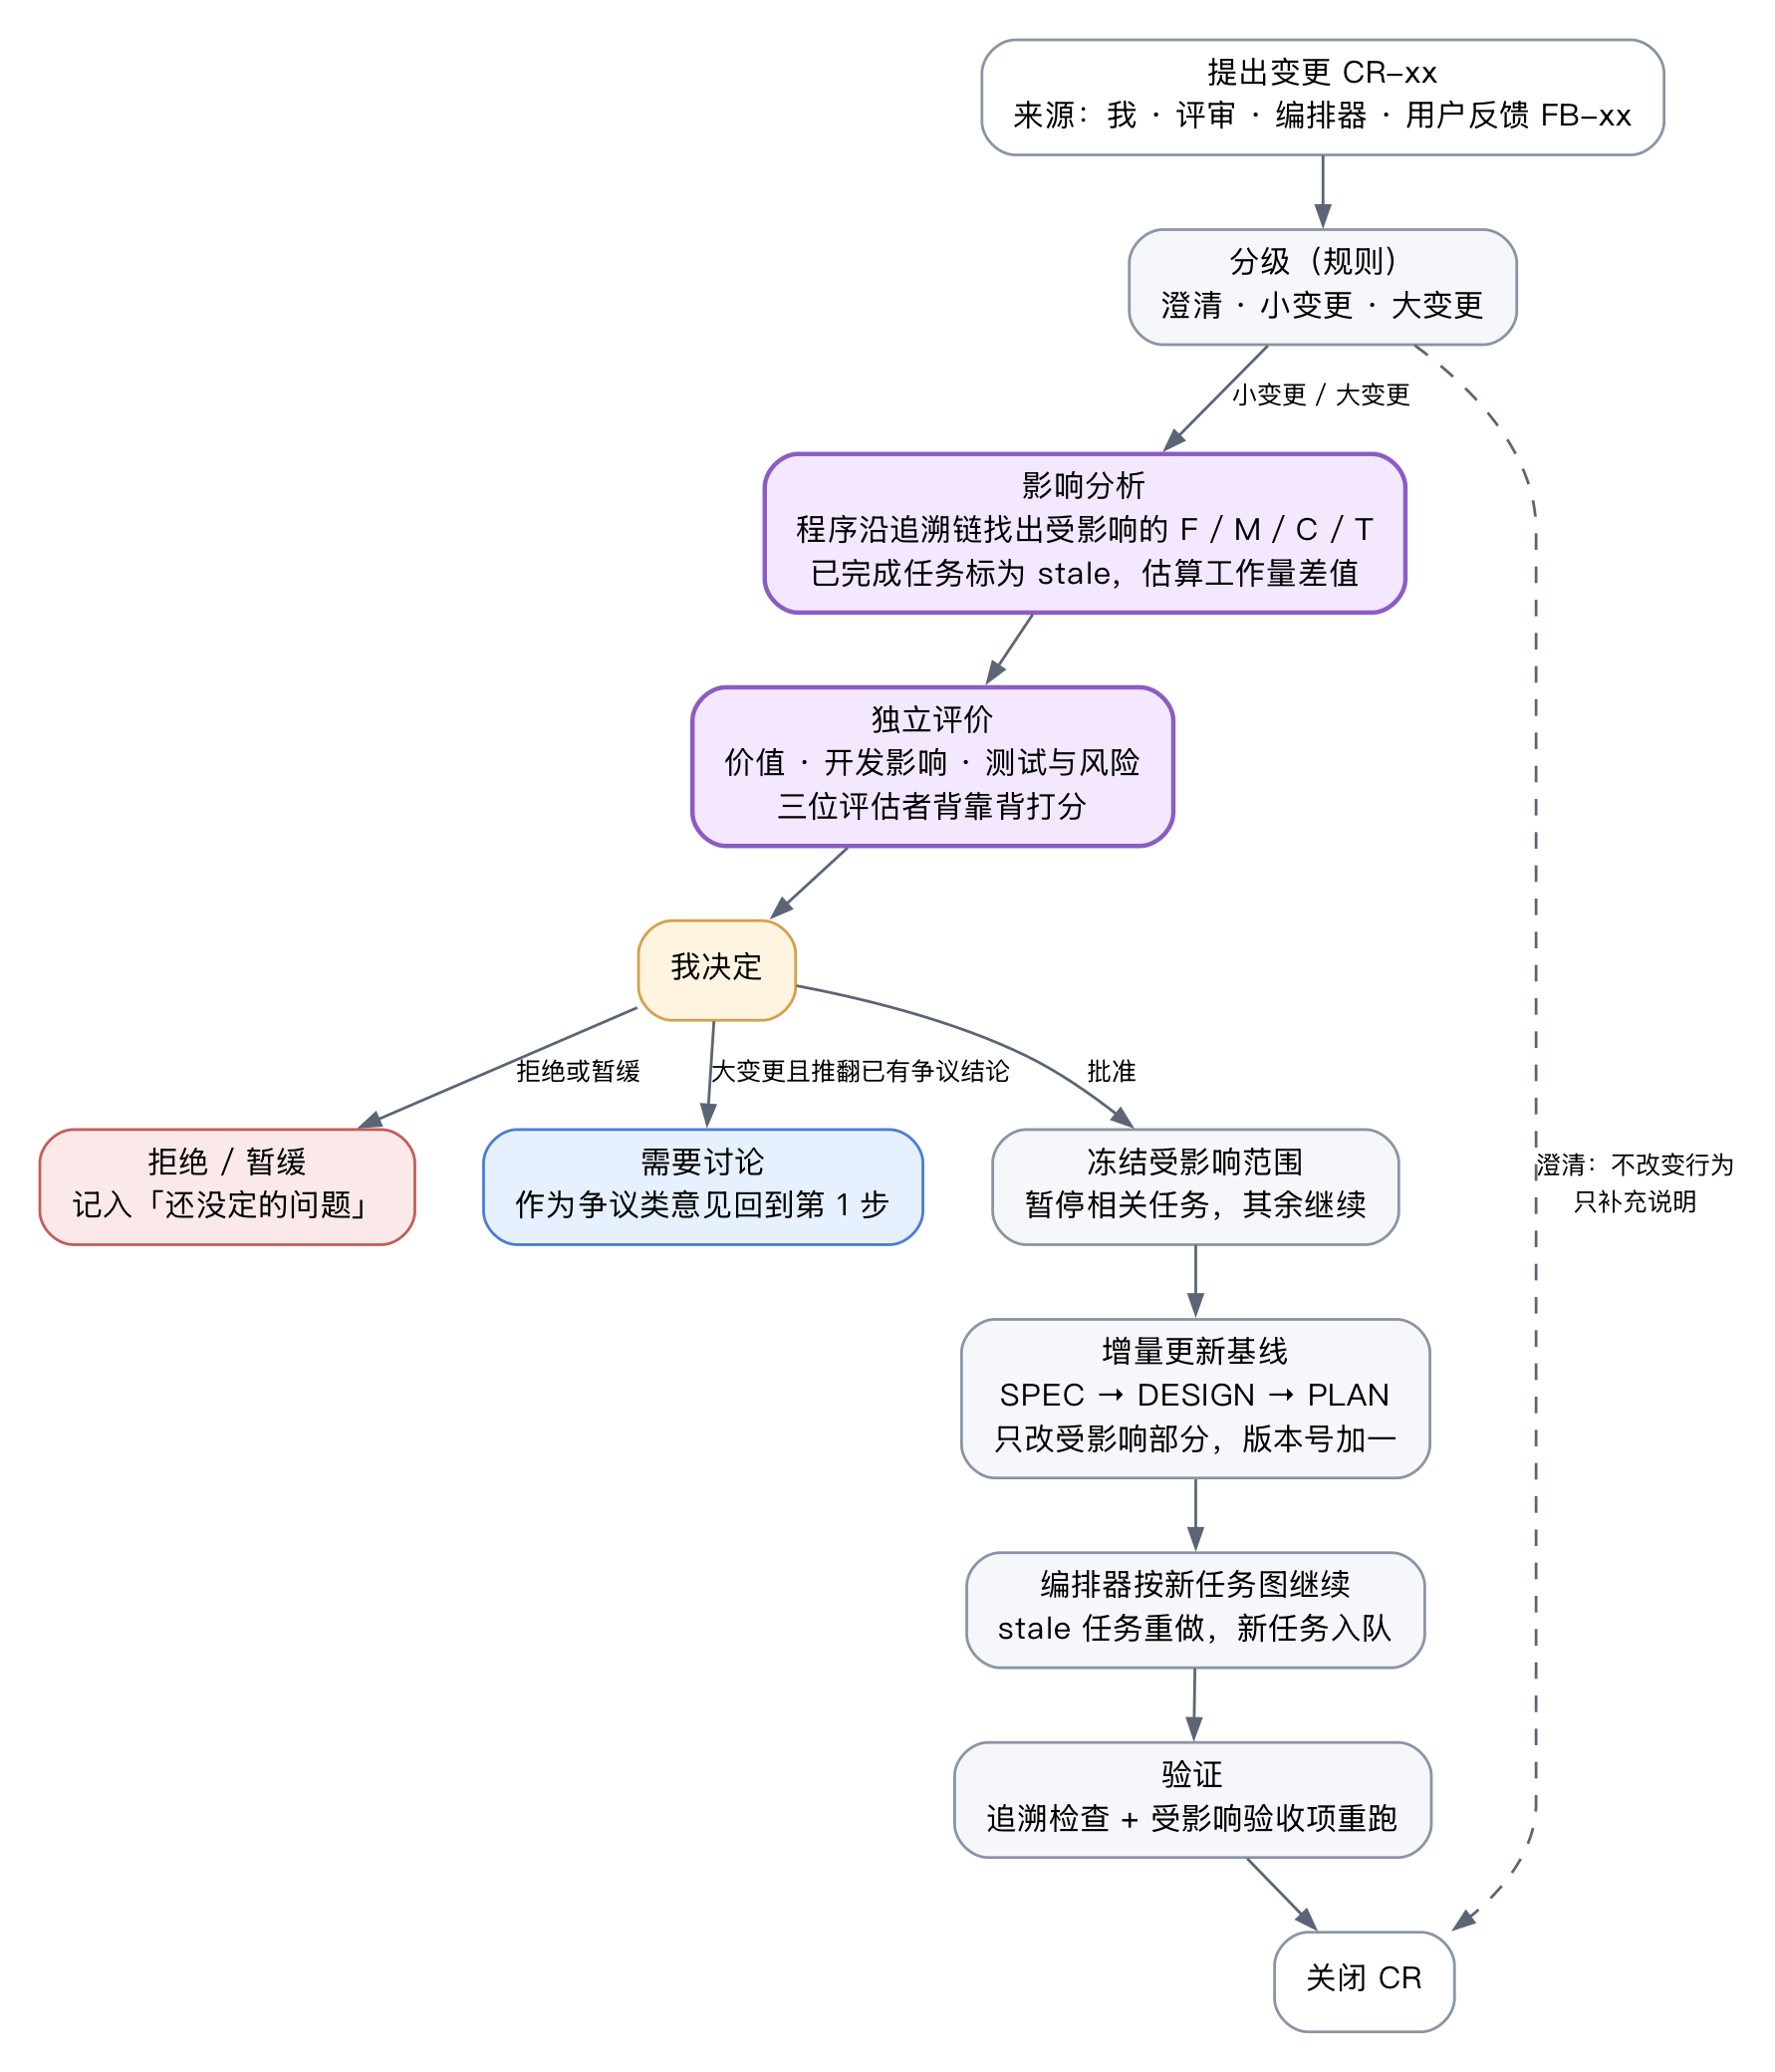 提出变更 CR-xx
来源：我 · 评审 · 编排器 · 用户反馈 FB-xx
分级（规则）
澄清 · 小变更 · 大变更
小变更 / 大变更
影响分析
程序沿追溯链找出受影响的 F / M / C / T
已完成任务标为 stale，估算工作量差值
独立评价
价值 · 开发影响 · 测试与风险
三位评估者背靠背打分
我决定
拒绝或暂缓
大变更且推翻已有争议结论
批准
拒绝 / 暂缓
记入「还没定的问题」
需要讨论
作为争议类意见回到第 1 步
冻结受影响范围
暂停相关任务，其余继续
澄清：不改变行为
只补充说明
增量更新基线
SPEC → DESIGN → PLAN
只改受影响部分，版本号加一
编排器按新任务图继续
stale 任务重做，新任务入队
验证
追溯检查 + 受影响验收项重跑
关闭 CR